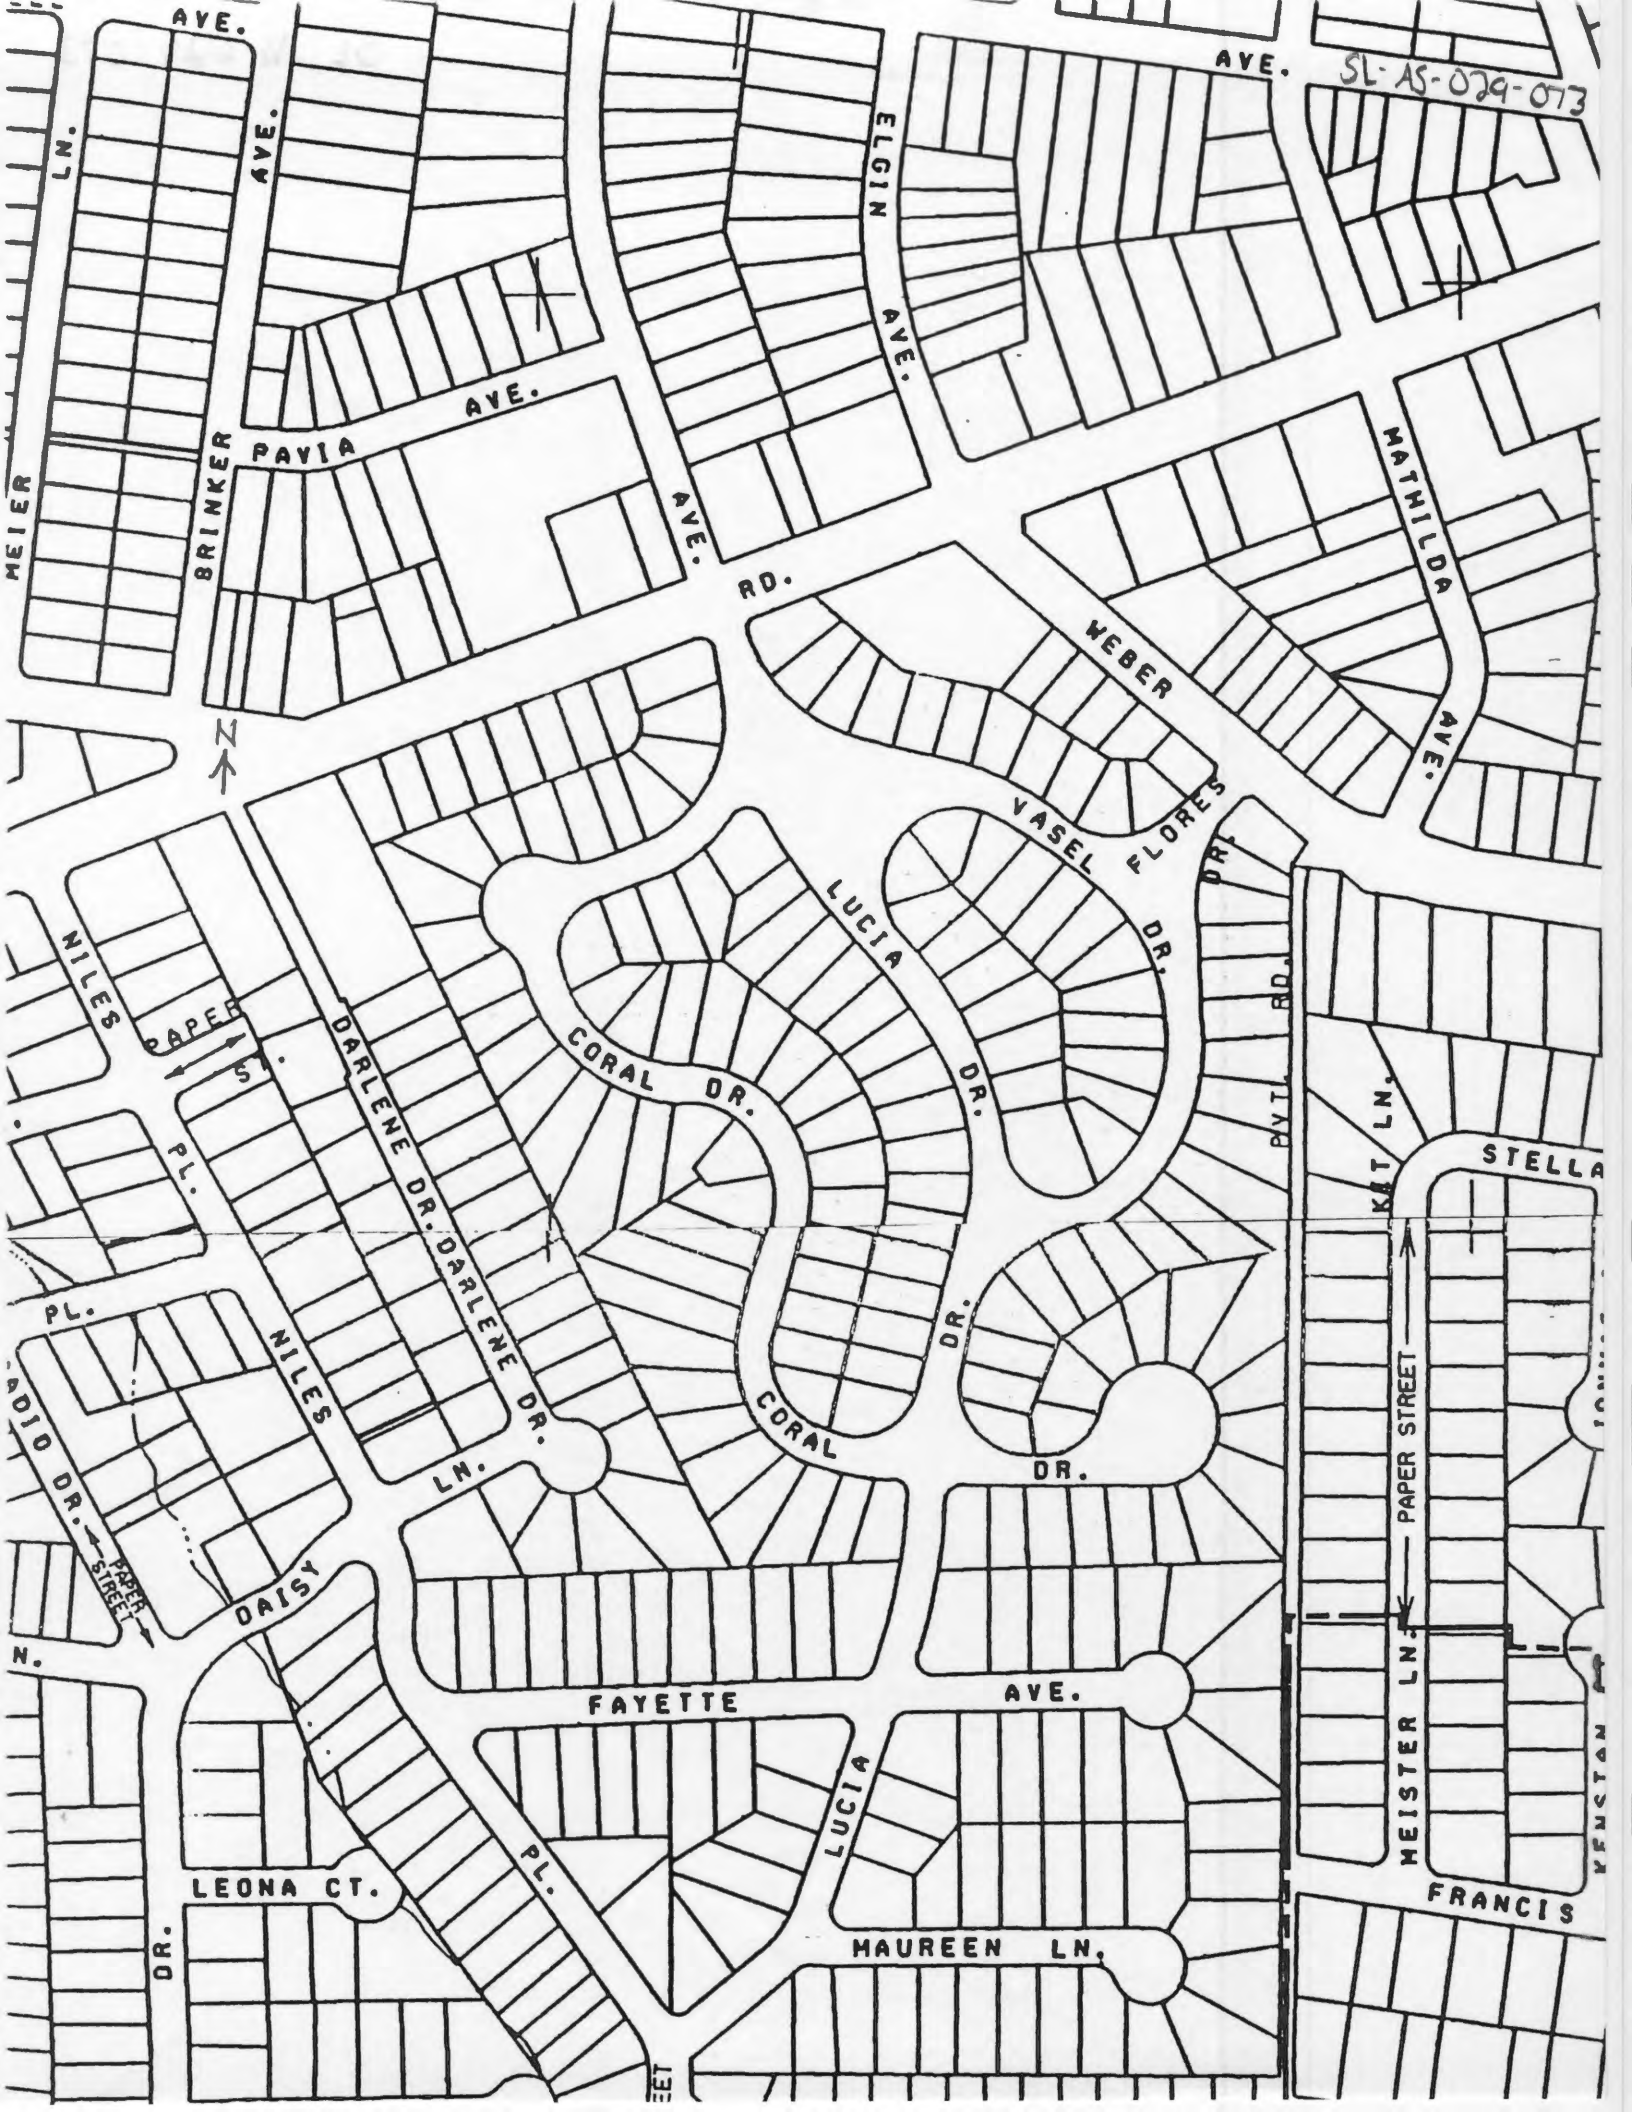 AVE.
AVE.
SL-AS-029-073
LN.
AVE.
ELGIN
AVE.
AVE.
PAVIA
MATHILDA
MEIER
BRINKER
AVE.
RD.
WEBER
AVE.
N
VASEL
FLORES
DR.
LUCIA
DR.
NILES
RD.
PAPER
ST.
DARLENE DR.
CORAL DR.
DR.
PVT.
KAT LN.
STELLA
PL.
DARLENE DR.
PL.
DR.
NILES
PAPER STREET
CORAL
DR.
LN.
DR.
PAPER
STREET
DAISY
N.
MEISTER LN.
FAYETTE
AVE.
LUCIA
KENSTAN
PL.
LEONA CT.
FRANCIS
DR.
MAUREEN LN.